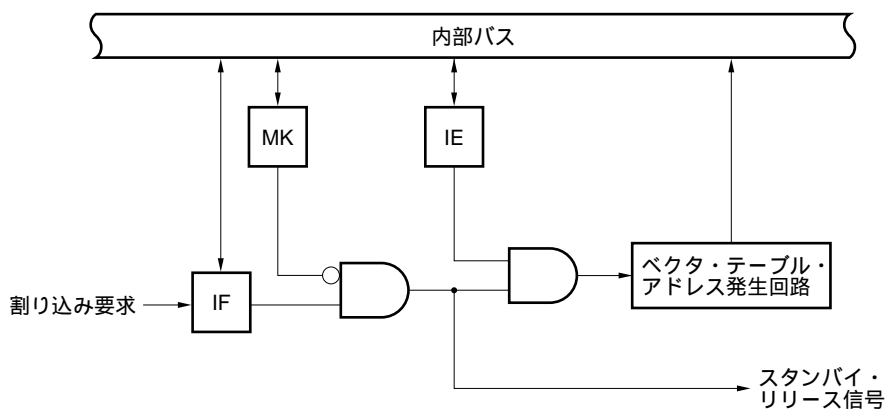 内部バス
MK
IE
ベクタ・テーブル・
アドレス発生回路
割り込み要求
IF
スタンバイ・
リリース信号